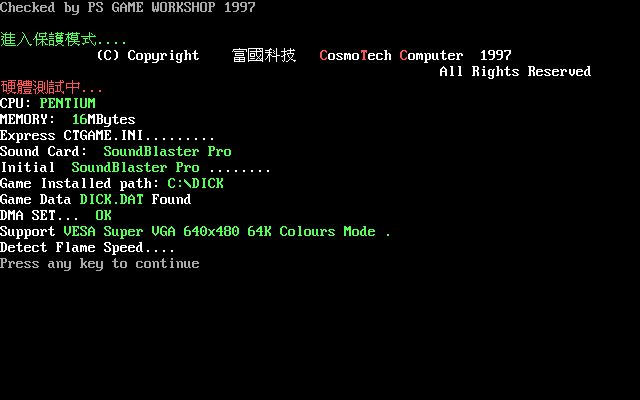 Checked by PS GAME WORKSHOP 1997
進入保護模式....
(C) Copyright 富國科技 CosmoTech Computer 1997
All Rights Reserved
硬體測試中...
CPU: PENTIUM
MEMORY: 16MBytes
Express CTGAME.INI.........
Sound Card: SoundBlaster Pro
Initial SoundBlaster Pro ........
Game Installed path: C:\DICK
Game Data DICK.DAT Found
DMA SET... OK
Support VESA Super VGA 640x480 64K Colours Mode .
Detect Flame Speed....
Press any key to continue